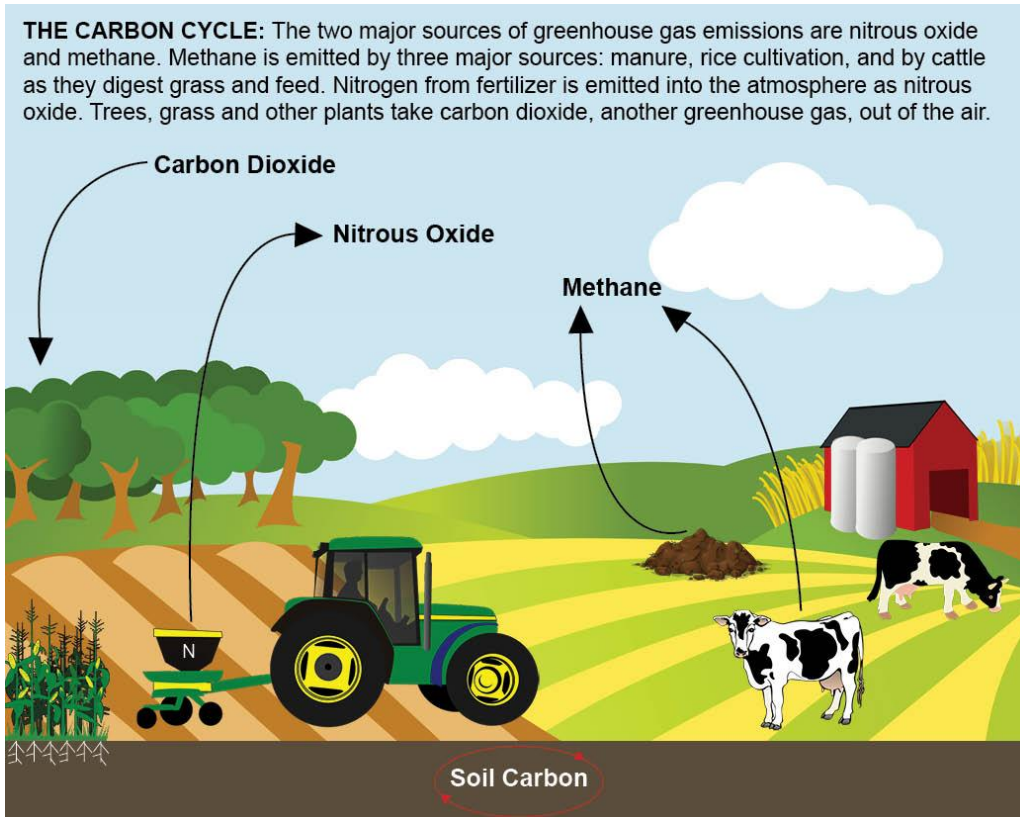 THE CARBON CYCLE: The two major sources of greenhouse gas emissions are nitrous oxide
and methane. Methane is emitted by three major sources: manure, rice cultivation, and by cattle
as they digest grass and feed. Nitrogen from fertilizer is emitted into the atmosphere as nitrous
oxide. Trees, grass and other plants take carbon dioxide, another greenhouse gas, out of the air.
Carbon Dioxide
Nitrous Oxide
Methane
N
Soil Carbon